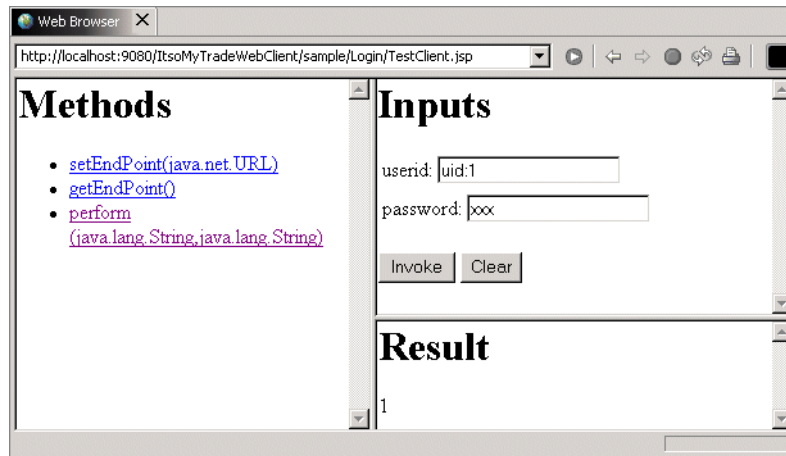 Web Browser
http://localhost:9080/ItsoMyTradeWebClient/sample/Login/TestClient.jsp
Methods
setEndPoint(java.net.URL)
getEndPoint()
perform
(java.lang.String,java.lang.String)
Inputs
userid: uid:1
password: xxx
Invoke Clear
Result
1